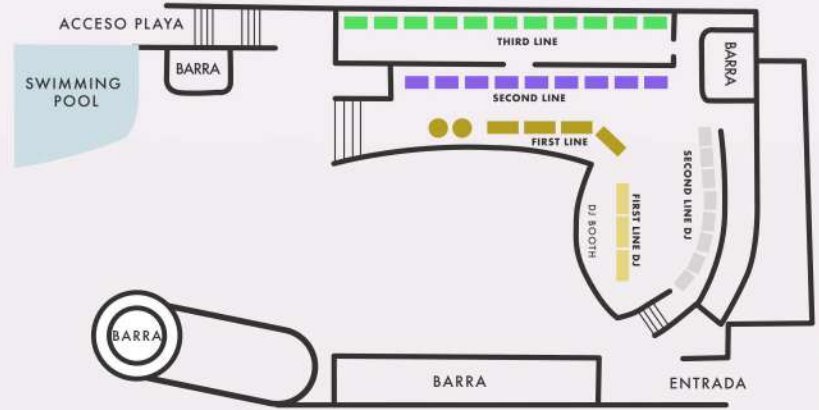 ACCESO PLAYA
THIRD LINE
BARRA
BARRA
SWIMMING
POOL
SECOND LINE
FIRST LINE
SECOND LINE DJ
FIRST LINE DJ
DJ BOOTH
BARRA
BARRA
ENTRADA